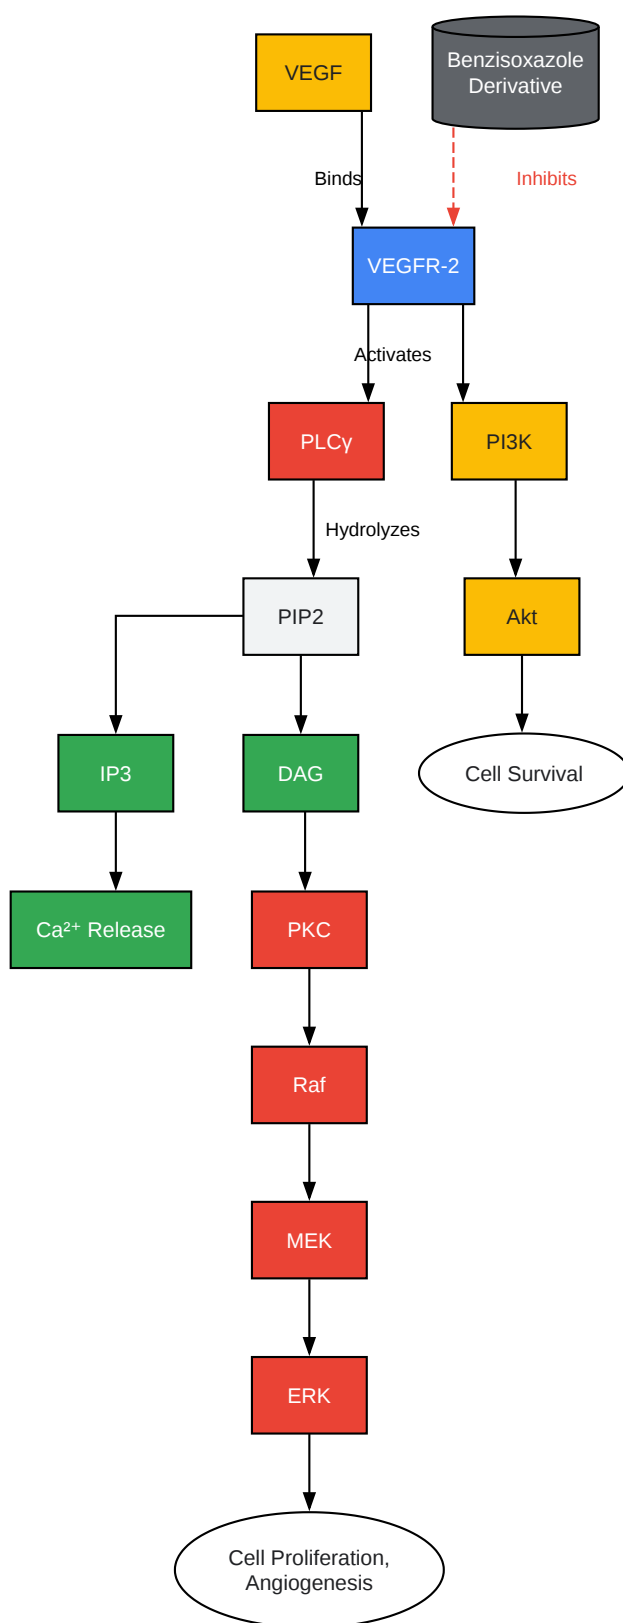 VEGF
Benzisoxazole
Derivative
Binds
Inhibits
VEGFR-2
Activates
PLCγ
PI3K
Hydrolyzes
PIP2
Akt
IP3
DAG
Cell Survival
Ca²⁺ Release
PKC
Raf
MEK
ERK
Cell Proliferation,
Angiogenesis